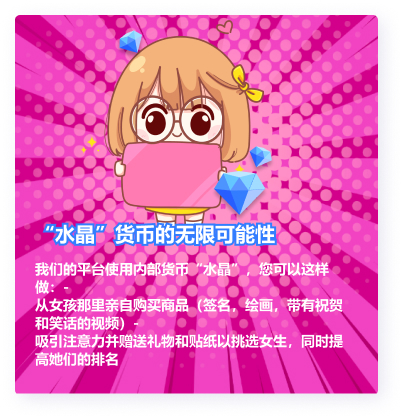 “水晶”货币的无限可能性
我们的平台使用内部货币“水晶”，您可以这样
做：-
从女孩那里亲自购买商品（签名，绘画，带有祝贺
和笑话的视频）-
吸引注意力并赠送礼物和贴纸以挑选女生，同时提
高她们的排名